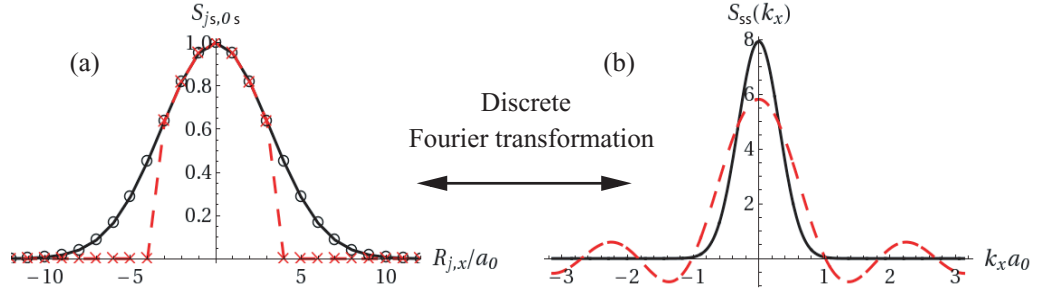 S_{js,0s}
(a)
1.0
0.8
0.6
0.4
0.2
−10
−5
5
10
R_{j,x}/a_0
Discrete
Fourier transformation
S_{ss}(k_x)
(b)
8
6
4
2
−3
−2
−1
1
2
3
k_x a_0